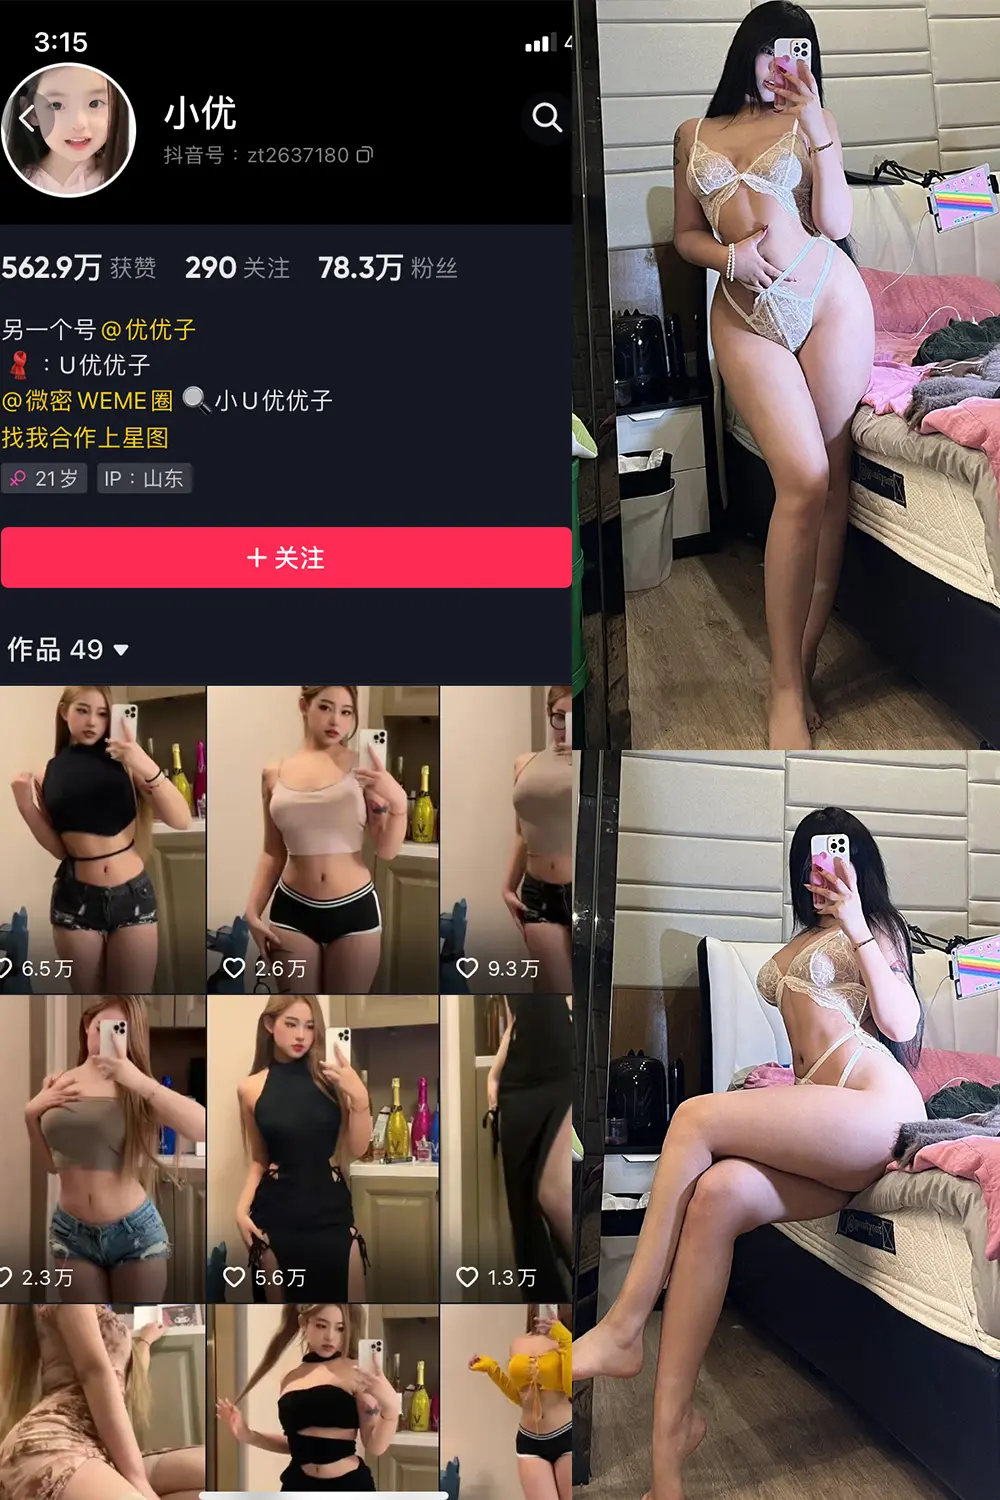 3:15
4
小优
抖音号：zt2637180
562.9万 获赞 290 关注 78.3万 粉丝
另一个号 @优优子
：U优优子
@微密 WEME 圈 小U优优子
找我合作上星图
21岁 IP：山东
+ 关注
作品 49
6.5万 2.6万 9.3万
V
2.3万 5.6万 1.3万